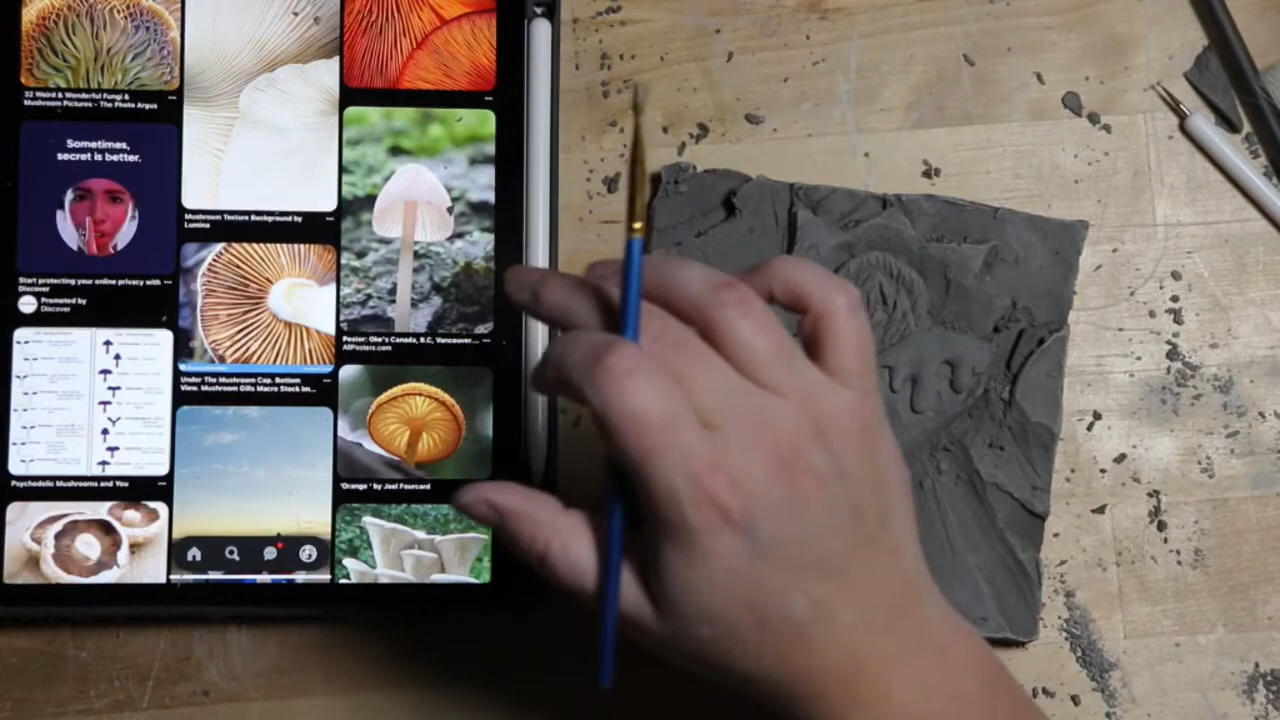 32 Weird & Wonderful Fungi &
Mushroom Pictures - The Photo Argus
Sometimes,
secret is better.
Start protecting your online privacy with
Discover
Promoted by
Discover
Psychedelic Mushrooms and You
Mushroom Texture Background by
Lumina
Under The Mushroom Cap. Bottom
View. Mushroom Gills Macro Stock Im...
Poster: Gbe's Canada, B.C, Vancouver....
AllPosters.com
'Orange ' by Joel Fourcard